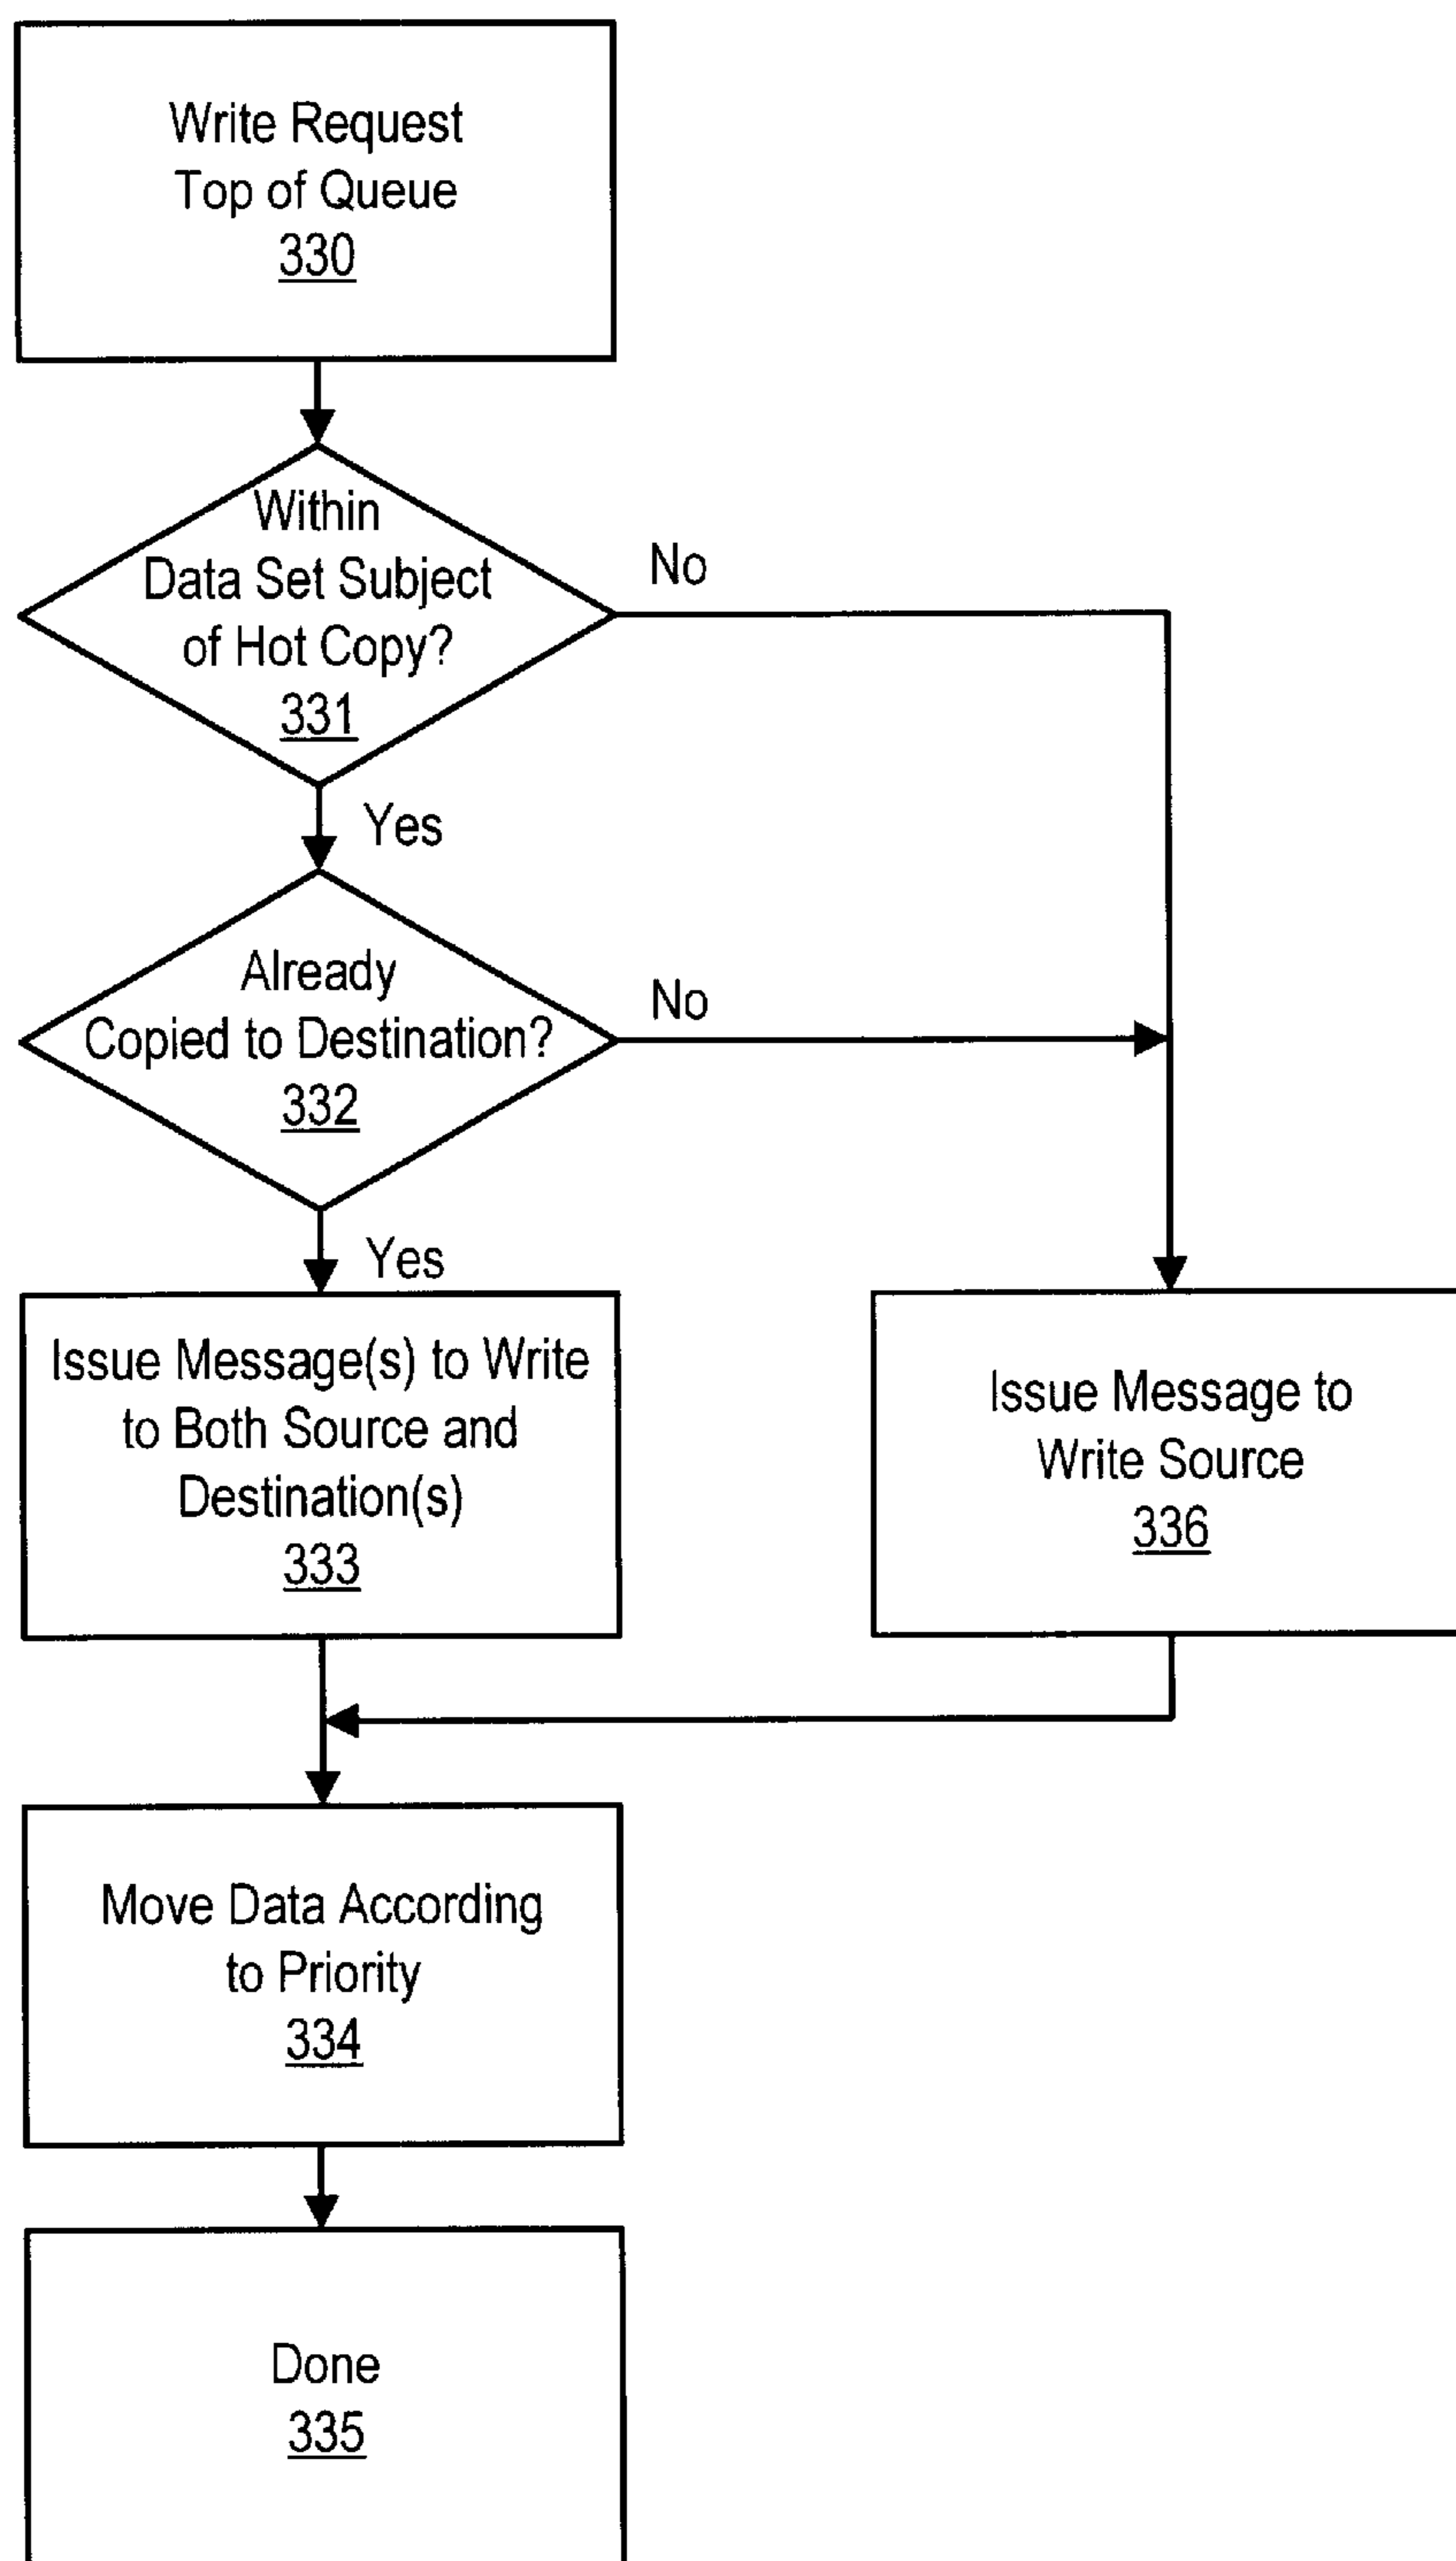 Write Request
Top of Queue
330
Within
Data Set Subject
of Hot Copy?
331
No
Yes
Already
Copied to Destination?
332
No
Yes
Issue Message(s) to Write
to Both Source and
Destination(s)
333
Issue Message to
Write Source
336
Move Data According
to Priority
334
Done
335